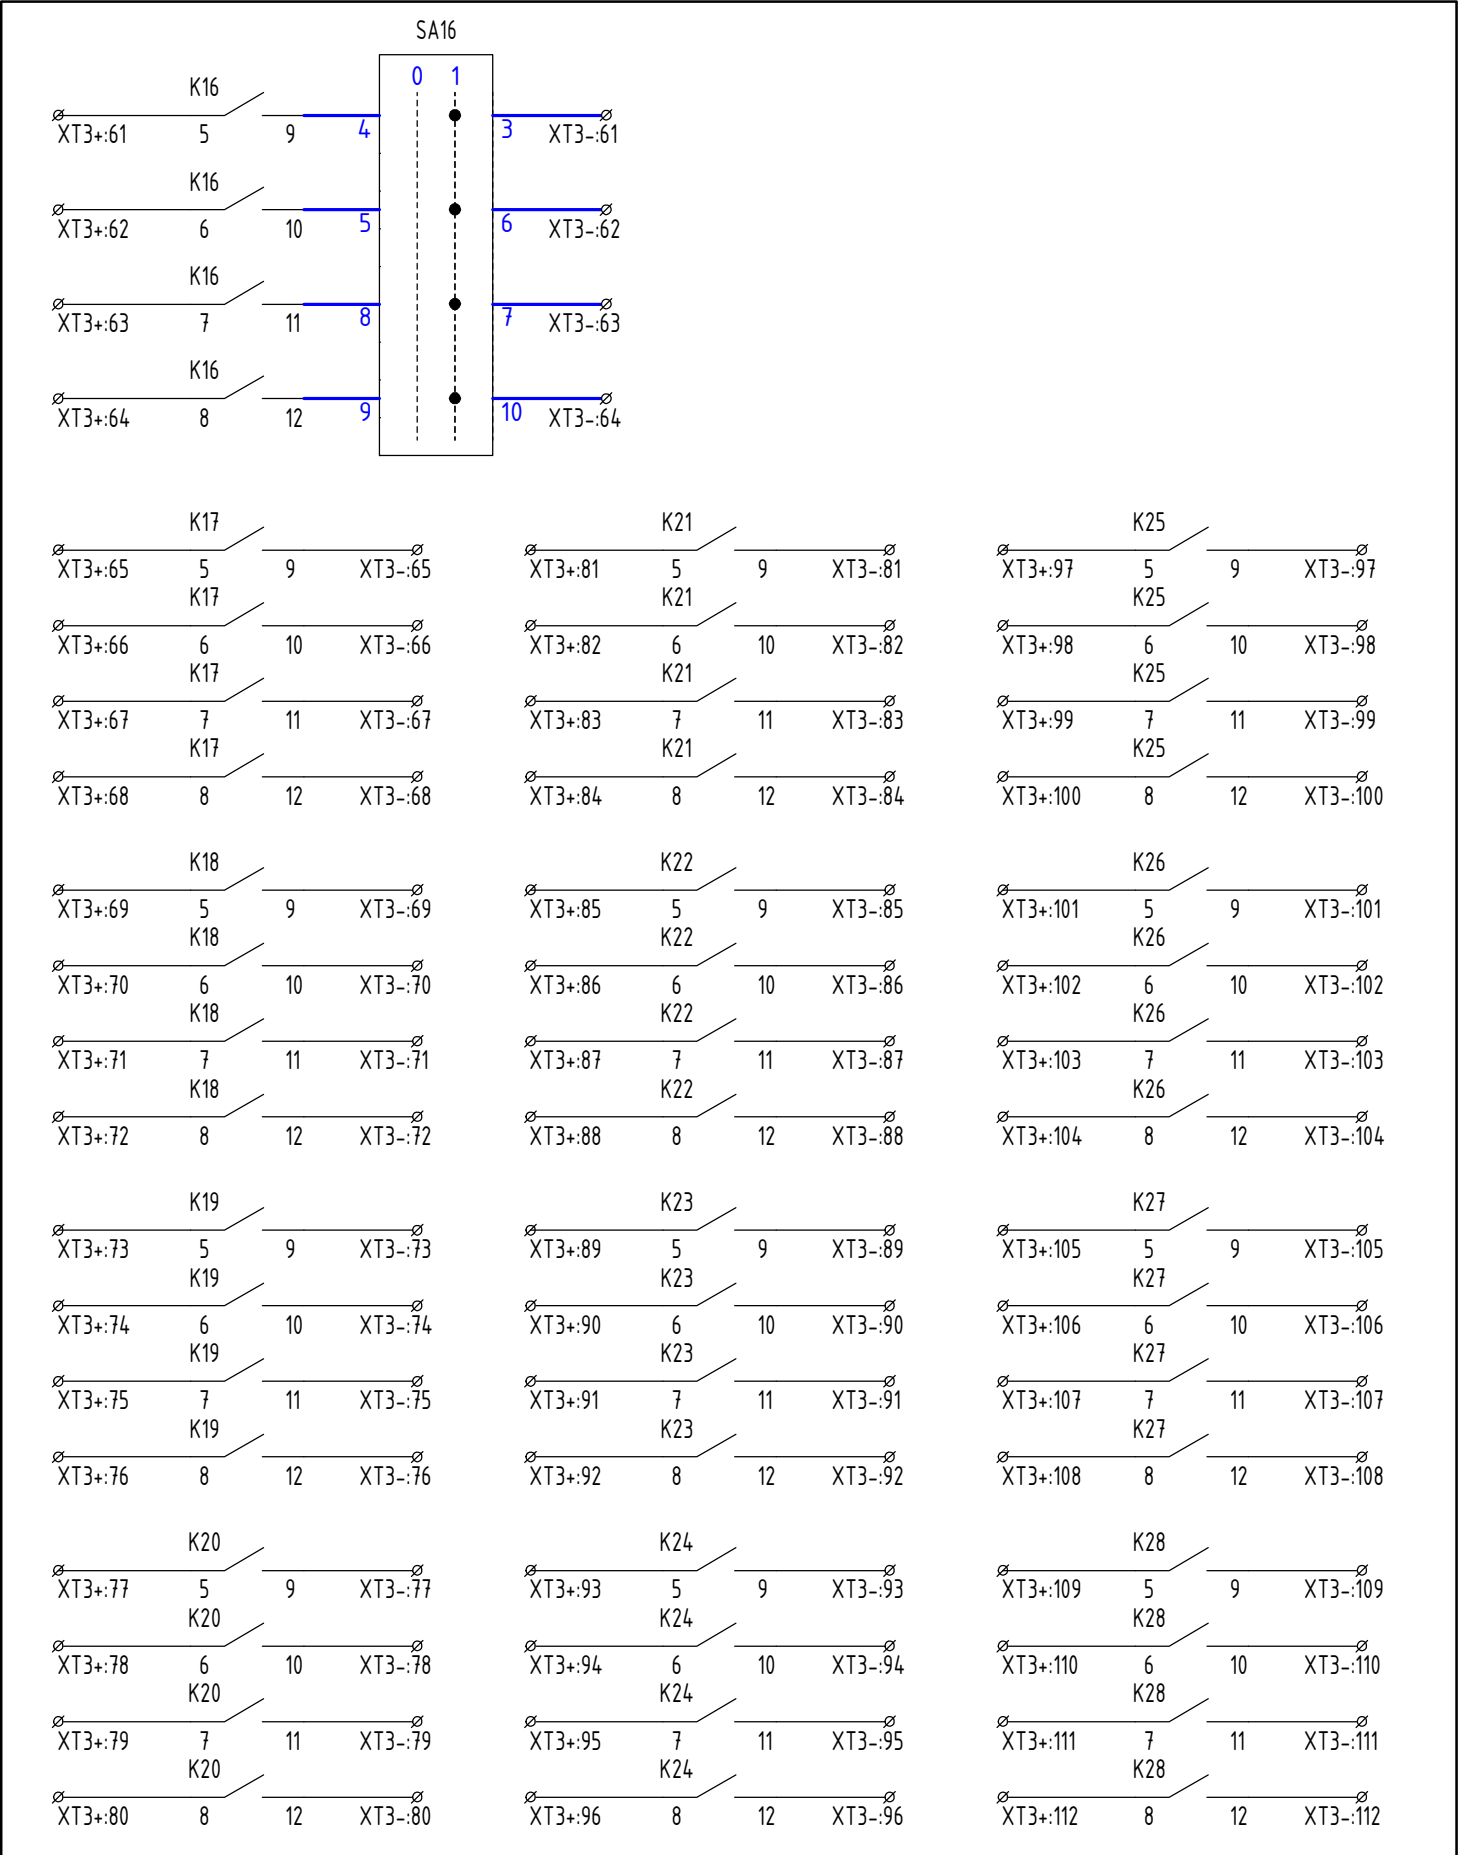 SA16
0 1
K16
4 3
XT3+:61 5 9 XT3-:61
K16
5 6
XT3+:62 6 10 XT3-:62
K16
8 7
XT3+:63 7 11 XT3-:63
K16
9 10
XT3+:64 8 12 XT3-:64
K17 K21 K25
XT3+:65 5 9 XT3-:65 XT3+:81 5 9 XT3-:81 XT3+:97 5 9 XT3-:97
K17 K21 K25
XT3+:66 6 10 XT3-:66 XT3+:82 6 10 XT3-:82 XT3+:98 6 10 XT3-:98
K17 K21 K25
XT3+:67 7 11 XT3-:67 XT3+:83 7 11 XT3-:83 XT3+:99 7 11 XT3-:99
K17 K21 K25
XT3+:68 8 12 XT3-:68 XT3+:84 8 12 XT3-:84 XT3+:100 8 12 XT3-:100
K18 K22 K26
XT3+:69 5 9 XT3-:69 XT3+:85 5 9 XT3-:85 XT3+:101 5 9 XT3-:101
K18 K22 K26
XT3+:70 6 10 XT3-:70 XT3+:86 6 10 XT3-:86 XT3+:102 6 10 XT3-:102
K18 K22 K26
XT3+:71 7 11 XT3-:71 XT3+:87 7 11 XT3-:87 XT3+:103 7 11 XT3-:103
K18 K22 K26
XT3+:72 8 12 XT3-:72 XT3+:88 8 12 XT3-:88 XT3+:104 8 12 XT3-:104
K19 K23 K27
XT3+:73 5 9 XT3-:73 XT3+:89 5 9 XT3-:89 XT3+:105 5 9 XT3-:105
K19 K23 K27
XT3+:74 6 10 XT3-:74 XT3+:90 6 10 XT3-:90 XT3+:106 6 10 XT3-:106
K19 K23 K27
XT3+:75 7 11 XT3-:75 XT3+:91 7 11 XT3-:91 XT3+:107 7 11 XT3-:107
K19 K23 K27
XT3+:76 8 12 XT3-:76 XT3+:92 8 12 XT3-:92 XT3+:108 8 12 XT3-:108
K20 K24 K28
XT3+:77 5 9 XT3-:77 XT3+:93 5 9 XT3-:93 XT3+:109 5 9 XT3-:109
K20 K24 K28
XT3+:78 6 10 XT3-:78 XT3+:94 6 10 XT3-:94 XT3+:110 6 10 XT3-:110
K20 K24 K28
XT3+:79 7 11 XT3-:79 XT3+:95 7 11 XT3-:95 XT3+:111 7 11 XT3-:111
K20 K24 K28
XT3+:80 8 12 XT3-:80 XT3+:96 8 12 XT3-:96 XT3+:112 8 12 XT3-:112